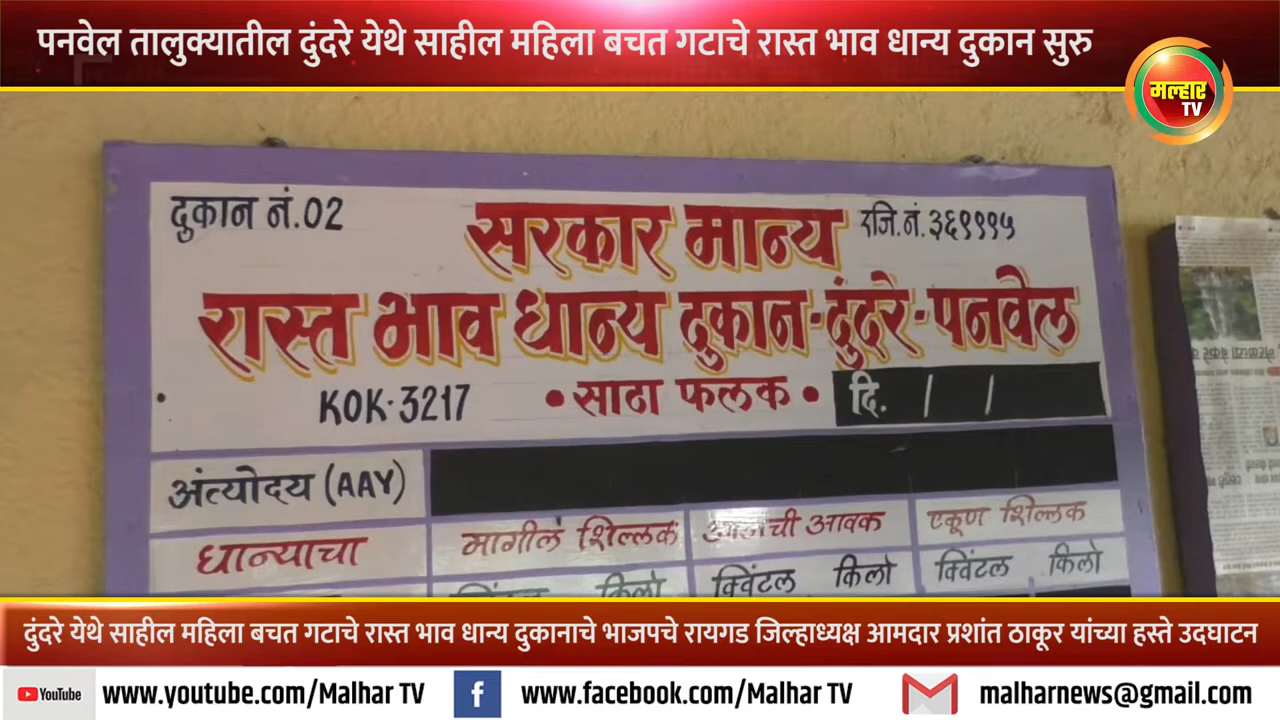 पनवेल तालुक्यातील दुंदरे येथे साहील महिला बचत गटाचे रास्त भाव धान्य दुकान सुरु
मल्हार
TV
दुकान नं.02
सरकार मान्य
रजि.नं.३६९९९५
रास्त भाव धान्य दुकान-दुंदरे-पनवेल
KOK-3217
• साठा फलक •
दि. / /
अंत्योदय (AAY)
धान्याचा
मागील शिल्लक
आवक
एकूण शिल्लक
किलो
क्विंटल किलो
क्विंटल किलो
दुंदरे येथे साहील महिला बचत गटाचे रास्त भाव धान्य दुकानाचे भाजपचे रायगड जिल्हाध्यक्ष आमदार प्रशांत ठाकूर यांच्या हस्ते उदघाटन
YouTube www.youtube.com/Malhar TV
f www.facebook.com/Malhar TV
malharnews@gmail.com